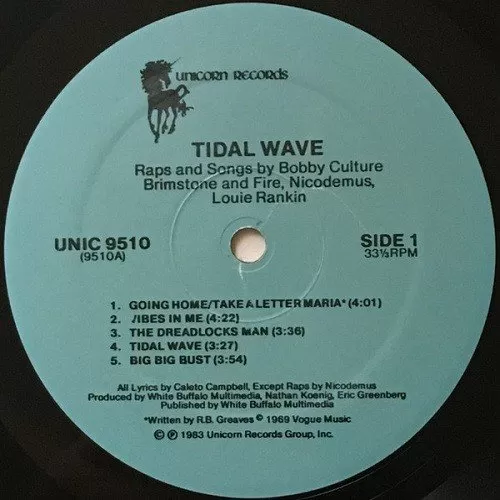 UNICORN RECORDS
TIDAL WAVE
Raps and Songs by Bobby Culture
Brimstone and Fire, Nicodemus,
Louie Rankin
UNIC 9510
(9510A)
SIDE 1
33⅓RPM
1. GOING HOME/TAKE A LETTER MARIA* (4:01)
2. VIBES IN ME (4:22)
3. THE DREADLOCKS MAN (3:36)
4. TIDAL WAVE (3:27)
5. BIG BIG BUST (3:54)
All Lyrics by Caleto Campbell, Except Raps by Nicodemus
Produced by White Buffalo Multimedia, Nathan Koenig, Eric Greenberg
Published by White Buffalo Multimedia
*Written by R.B. Greaves © 1969 Vogue Music
© ℗ 1983 Unicorn Records Group, Inc.